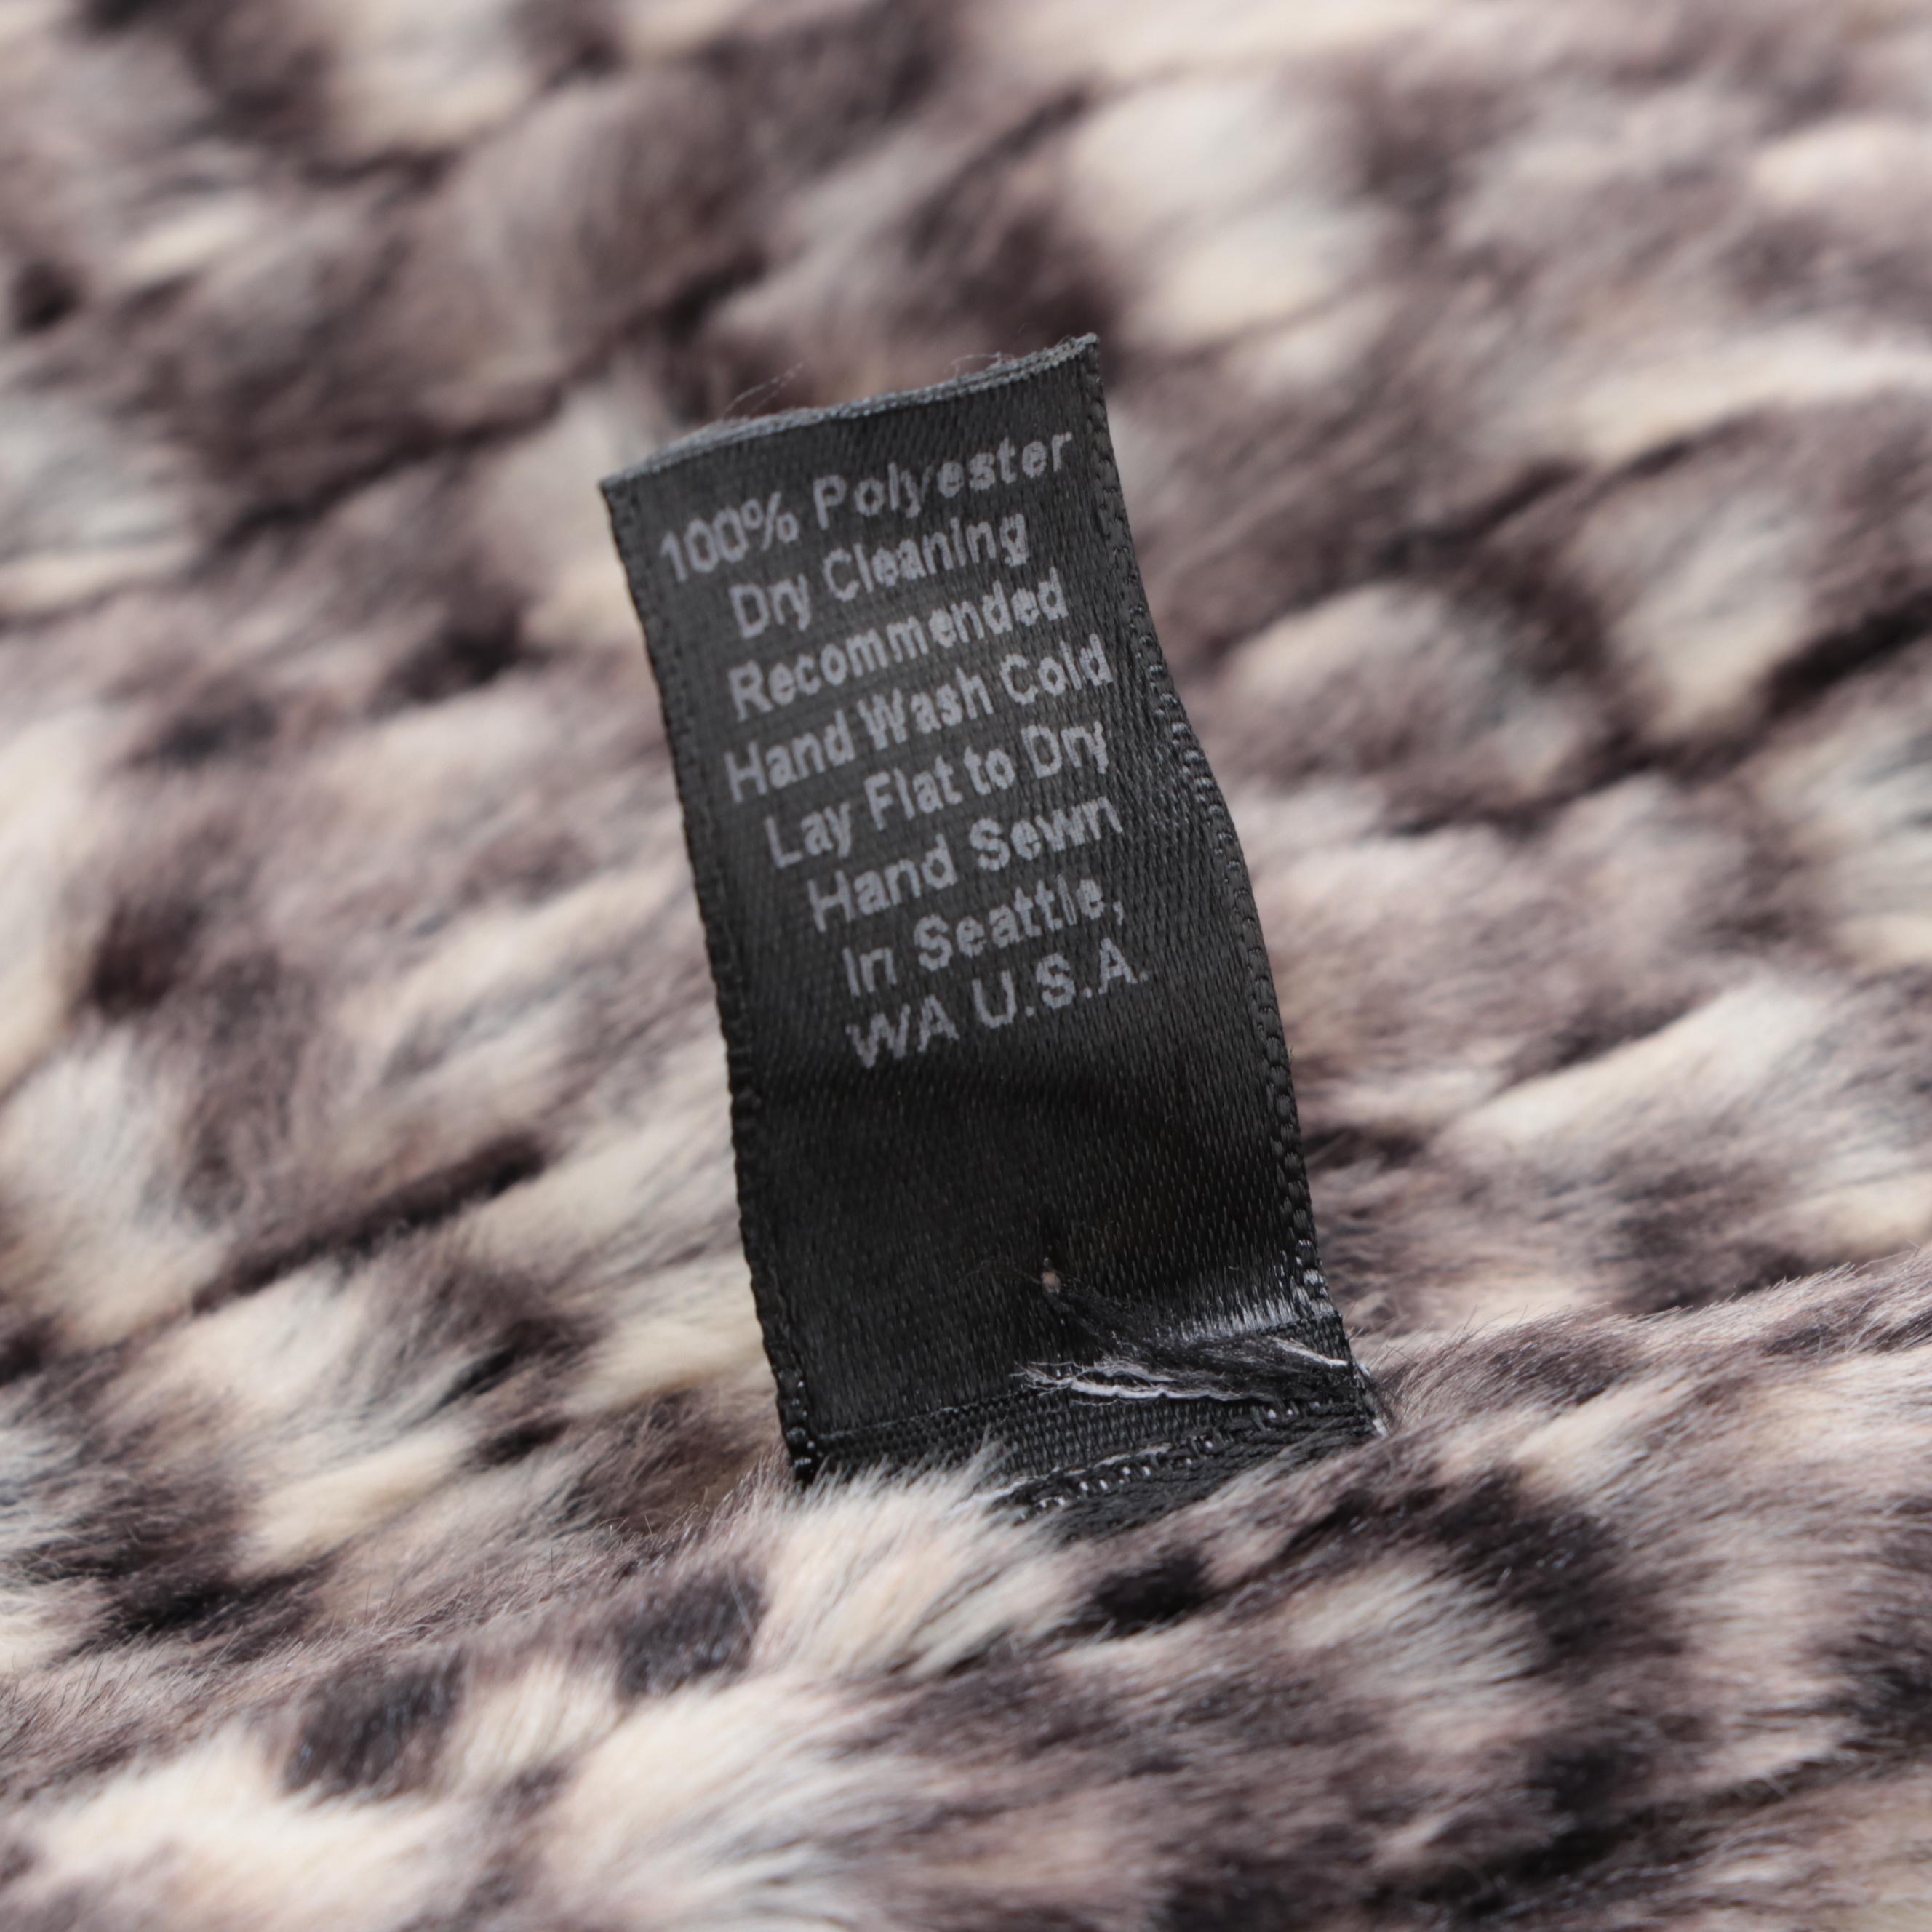 100% Polyester
Dry Cleaning
Recommended
Hand Wash Cold
Lay Flat to Dry
Hand Sewn
In Seattle,
WA U.S.A.